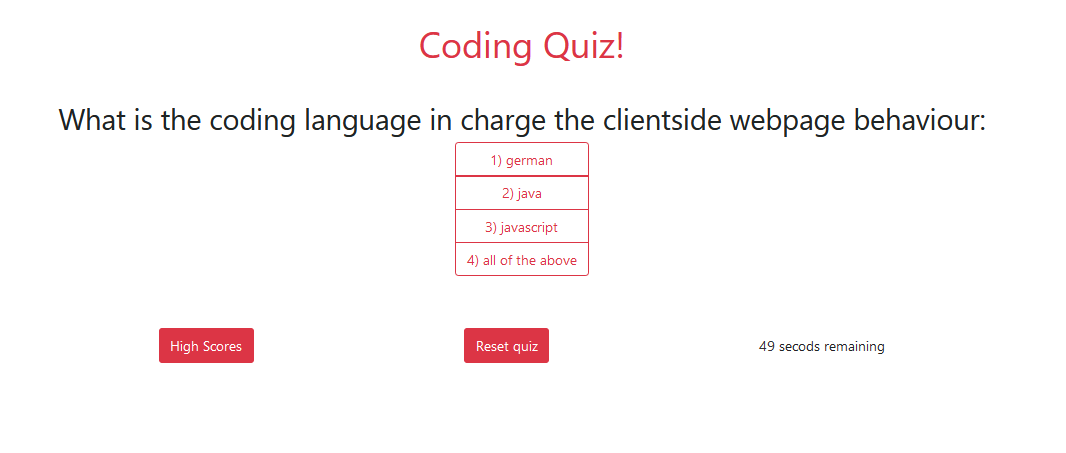 Coding Quiz!
What is the coding language in charge the clientside webpage behaviour:
1) german
2) java
3) javascript
4) all of the above
High Scores
Reset quiz
49 secods remaining